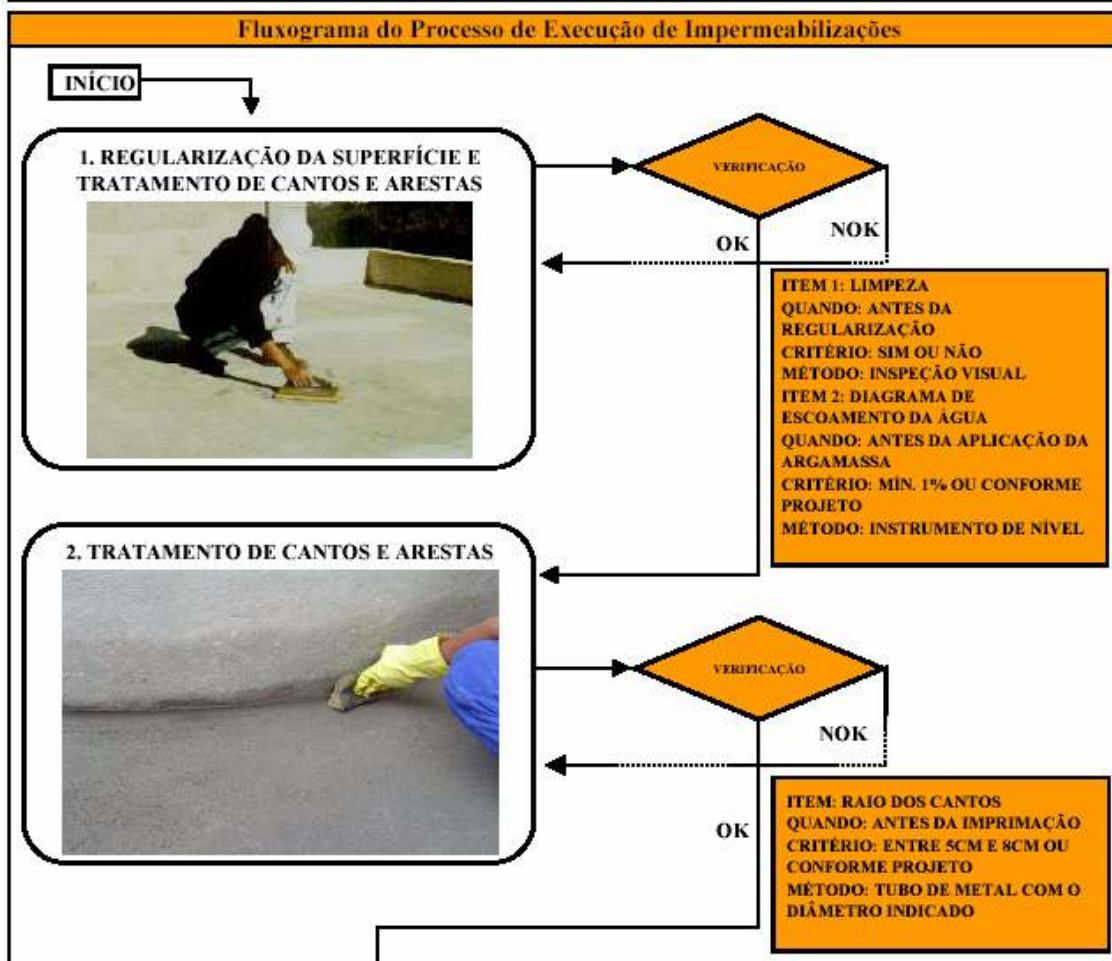 Fluxograma do Processo de Execução de Impermeabilizações
INÍCIO
1. REGULARIZAÇÃO DA SUPERFÍCIE E
TRATAMENTO DE CANTOS E ARESTAS
VERIFICAÇÃO
OK
NOK
ITEM 1: LIMPEZA
QUANDO: ANTES DA
REGULARIZAÇÃO
CRITÉRIO: SIM OU NÃO
MÉTODO: INSPEÇÃO VISUAL
ITEM 2: DIAGRAMA DE
ESCOAMENTO DA ÁGUA
QUANDO: ANTES DA APLICAÇÃO DA
ARGAMASSA
CRITÉRIO: MÍN. 1% OU CONFORME
PROJETO
MÉTODO: INSTRUMENTO DE NÍVEL
2. TRATAMENTO DE CANTOS E ARESTAS
VERIFICAÇÃO
NOK
OK
ITEM: RAIO DOS CANTOS
QUANDO: ANTES DA IMPRIMAÇÃO
CRITÉRIO: ENTRE 5CM E 8CM OU
CONFORME PROJETO
MÉTODO: TUBO DE METAL COM O
DIÂMETRO INDICADO